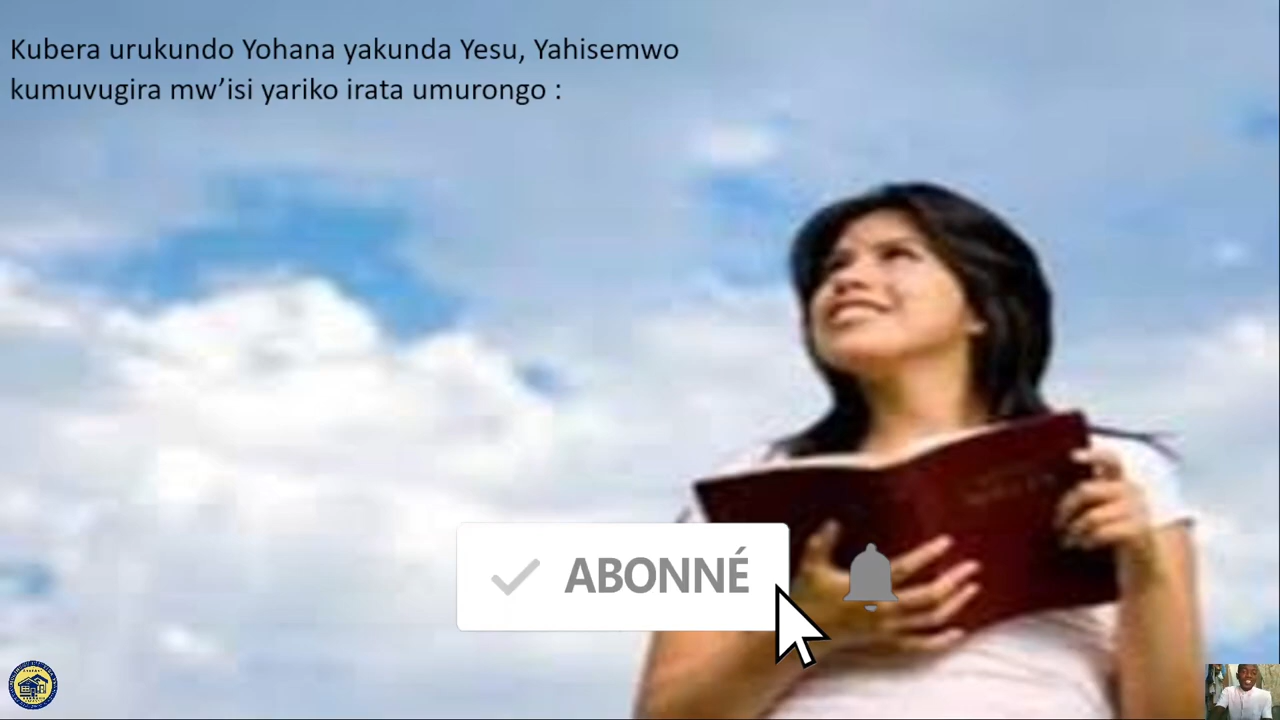 Kubera urukundo Yohana yakunda Yesu, Yahisemwo
kumuvugira mw’isi yariko irata umurongo :
ABONNÉ